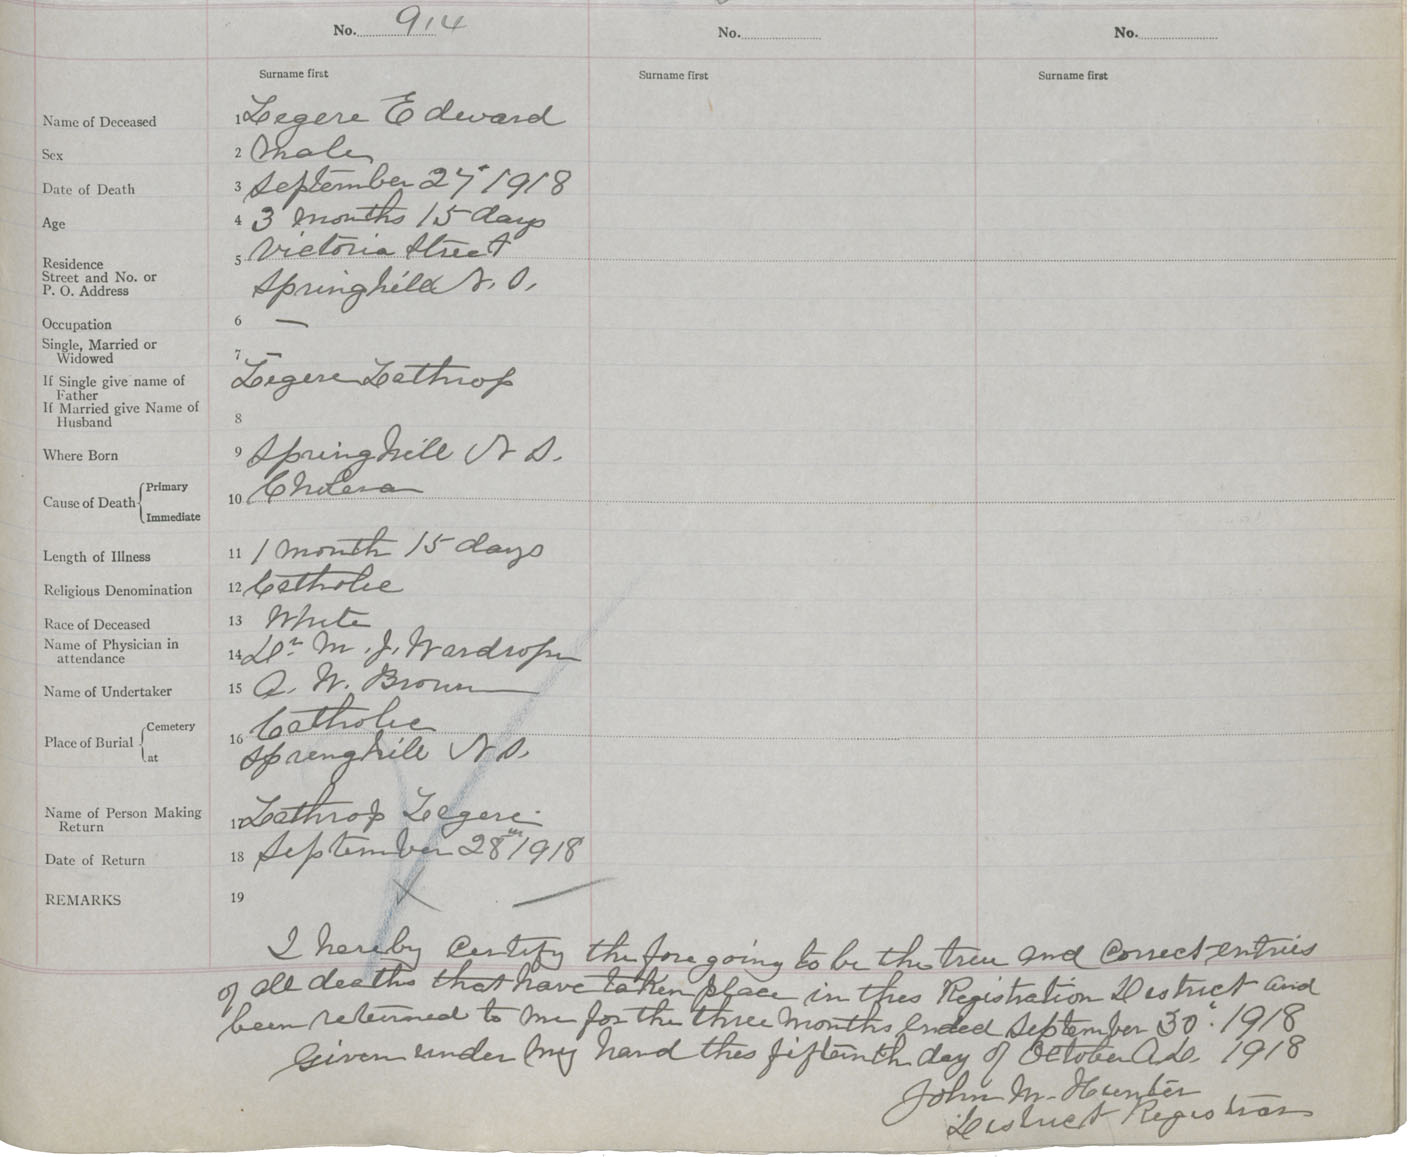 No. 914 No. No.
Surname first Surname first Surname first
Name of Deceased 1 Legere Edward
Sex 2 Male
Date of Death 3 September 27 1918
Age 4 3 months 15 days
Residence 5 Victoria Street
Street and No. or
P. O. Address Springhill N. S.
Occupation 6 —
Single, Married or
Widowed 7 —
If Single give name of Legere Lathrop
Father
If Married give Name of
Husband 8
Where Born 9 Springhill N S.
Cause of Death { Primary
10 Cholera
Immediate
Length of Illness 11 1 month 15 days
Religious Denomination 12 Catholic
Race of Deceased 13 White
Name of Physician in
attendance 14 Dr. M. J. Wardrope
Name of Undertaker 15 A. W. Brown
Place of Burial { Cemetery Catholic
16
at Springhill N S.
Name of Person Making
Return 17 Lathrop Legere
Date of Return 18 September 28th 1918
REMARKS 19 X —
I hereby Certify the foregoing to be the true and correct entries
of all deaths that have taken place in this Registration District and
been returned to me for the three months ended September 30. 1918
Given under my hand this fifteenth day of October A.D. 1918
John M. Hunter
District Registrar